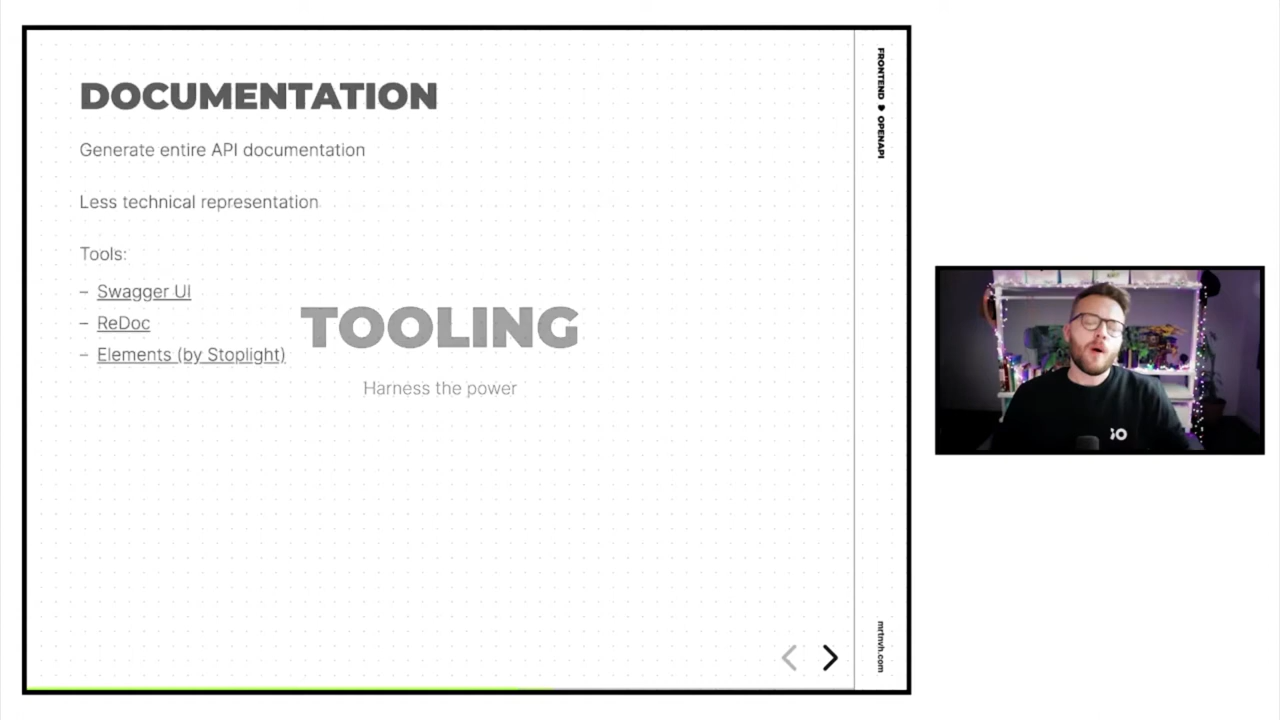 DOCUMENTATION
Generate entire API documentation
Less technical representation
Tools:
– Swagger UI
– ReDoc
– Elements (by Stoplight)
TOOLING
Harness the power
FRONTEND ❥ OPENAPI
mrtnvh.com
iO